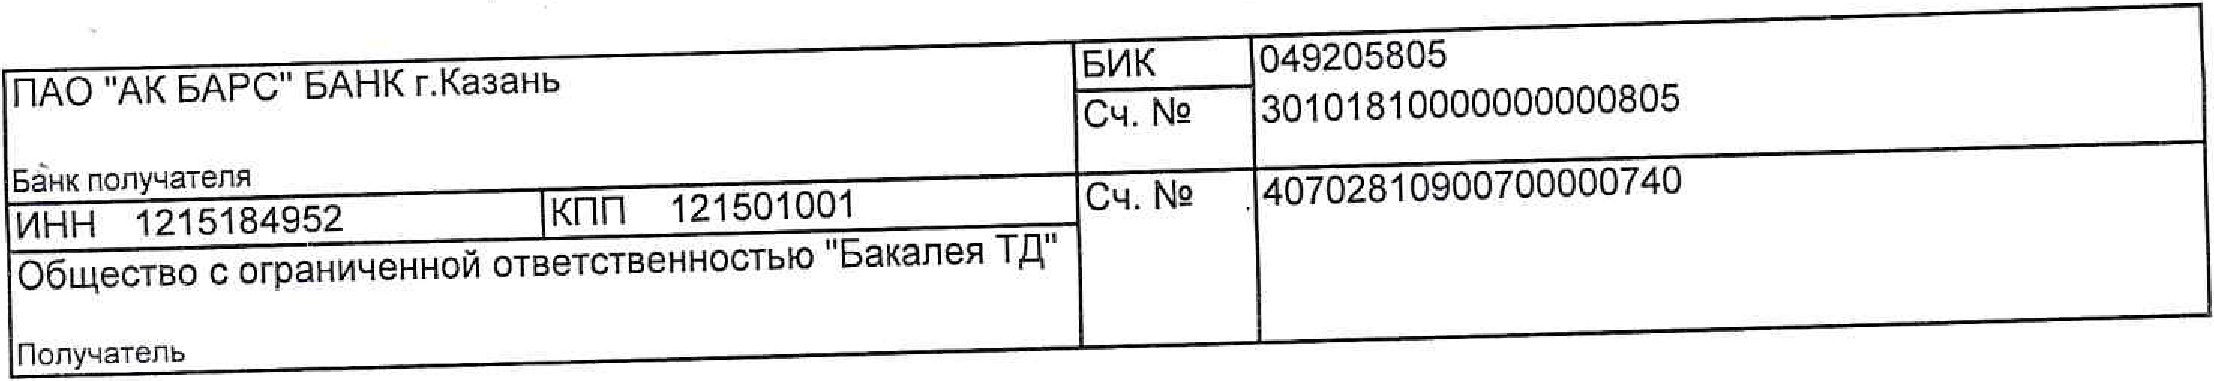 ПАО "АК БАРС" БАНК г.Казань
БИК 049205805
Сч. № 30101810000000000805
Банк получателя
ИНН 1215184952 КПП 121501001
Сч. № 40702810900700000740
Общество с ограниченной ответственностью "Бакалея ТД"
Получатель